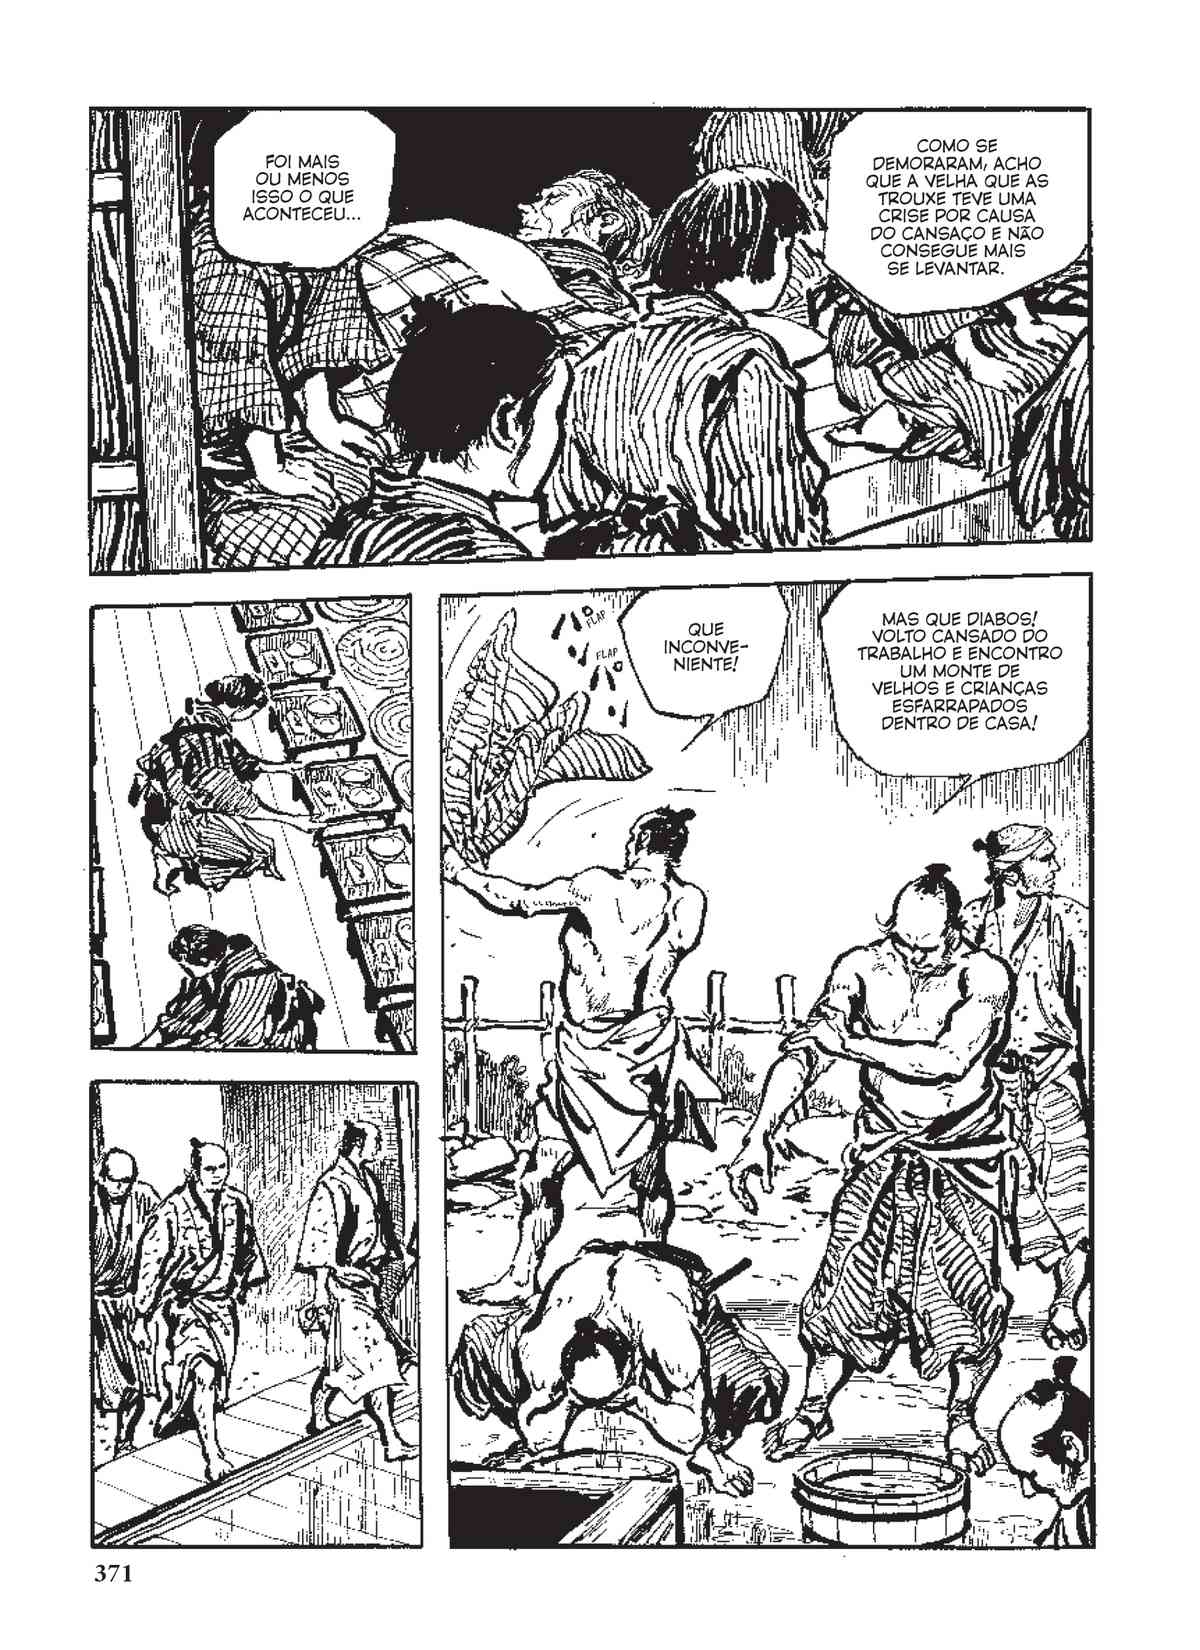 FOI MAIS
OU MENOS
ISSO O QUE
ACONTECEU...
COMO SE
DEMORARAM, ACHO
QUE A VELHA QUE AS
TROUXE TEVE UMA
CRISE POR CAUSA
DO CANSAÇO E NÃO
CONSEGUE MAIS
SE LEVANTAR.
FLAP
FLAP
QUE
INCONVE-
NIENTE!
MAS QUE DIABOS!
VOLTO CANSADO DO
TRABALHO E ENCONTRO
UM MONTE DE
VELHOS E CRIANÇAS
ESFARRAPADOS
DENTRO DE CASA!
371